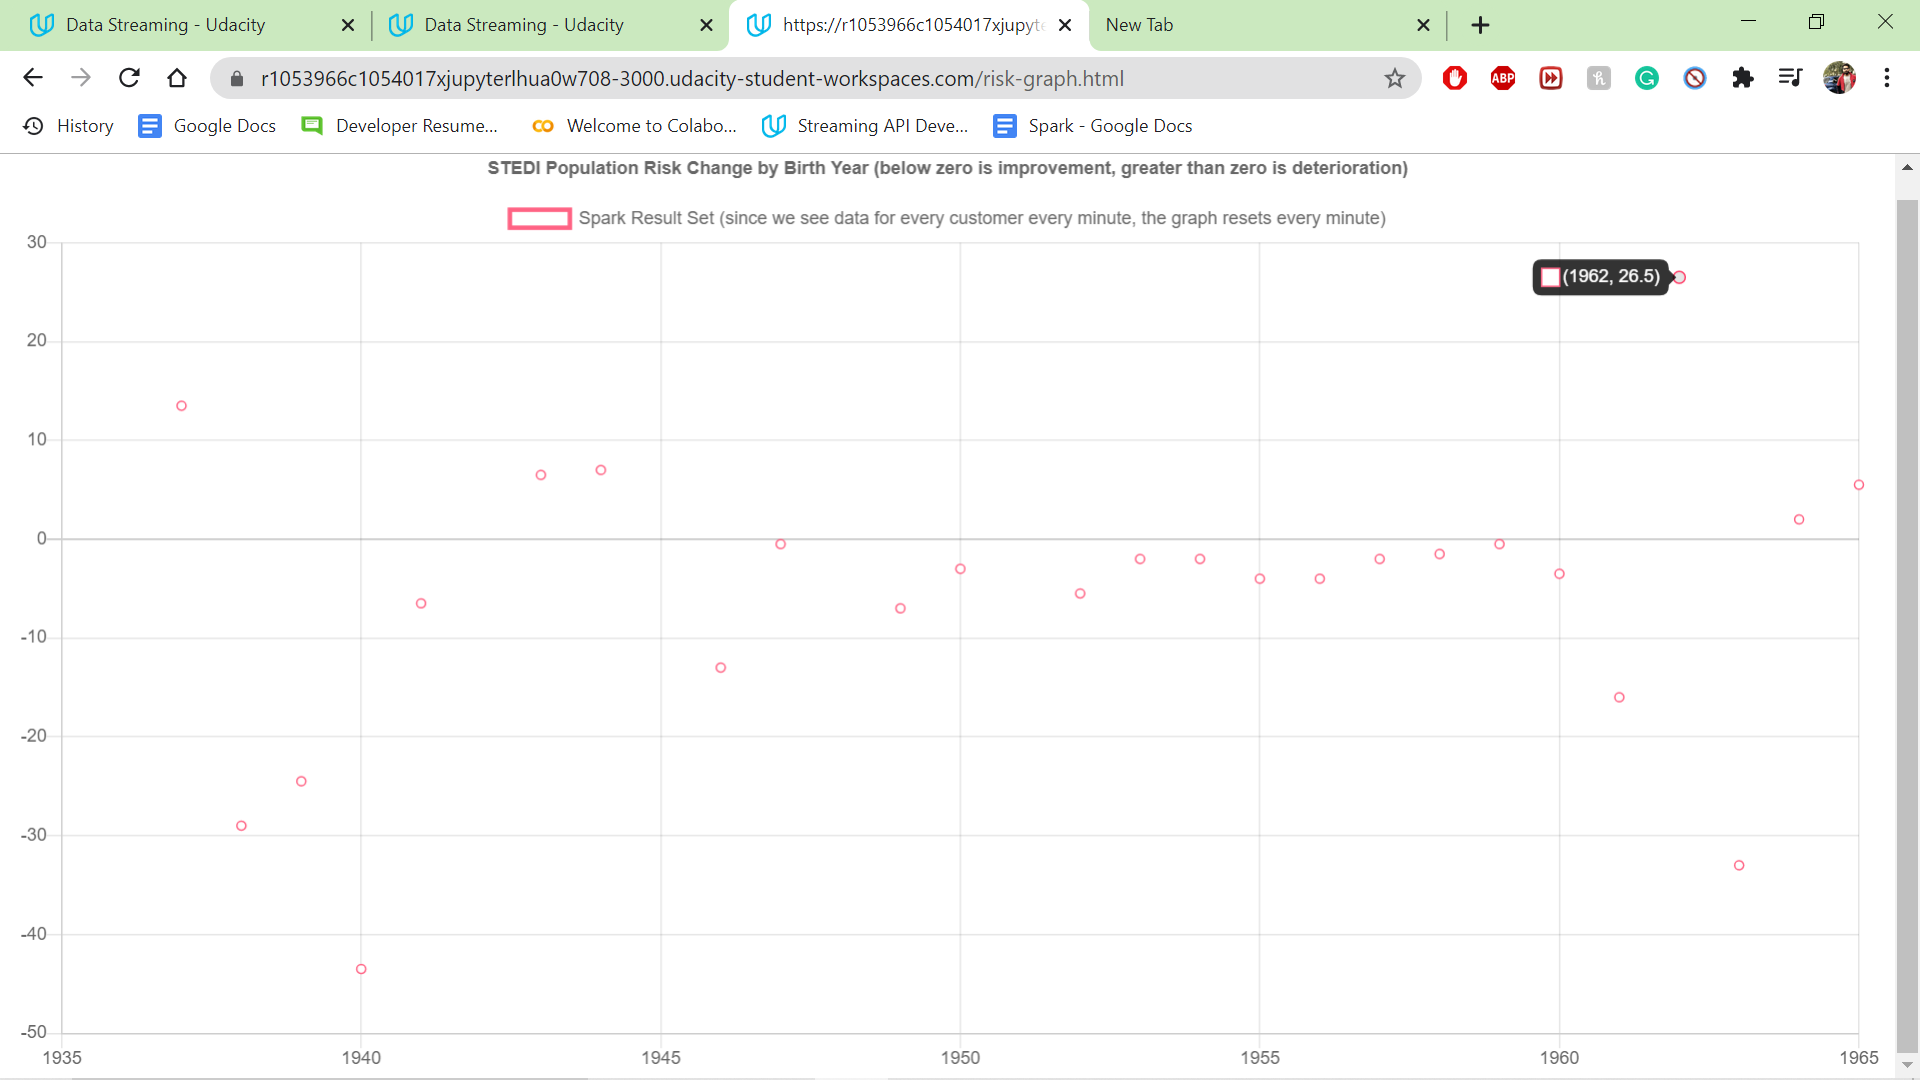 Data Streaming - Udacity
Data Streaming - Udacity
https://r1053966c1054017xjupyte
New Tab
r1053966c1054017xjupyterlhua0w708-3000.udacity-student-workspaces.com/risk-graph.html
ABP
History
Google Docs
Developer Resume...
Welcome to Colabo...
Streaming API Deve...
Spark - Google Docs
STEDI Population Risk Change by Birth Year (below zero is improvement, greater than zero is deterioration)
Spark Result Set (since we see data for every customer every minute, the graph resets every minute)
30
(1962, 26.5)
20
10
0
-10
-20
-30
-40
-50
1935
1940
1945
1950
1955
1960
1965